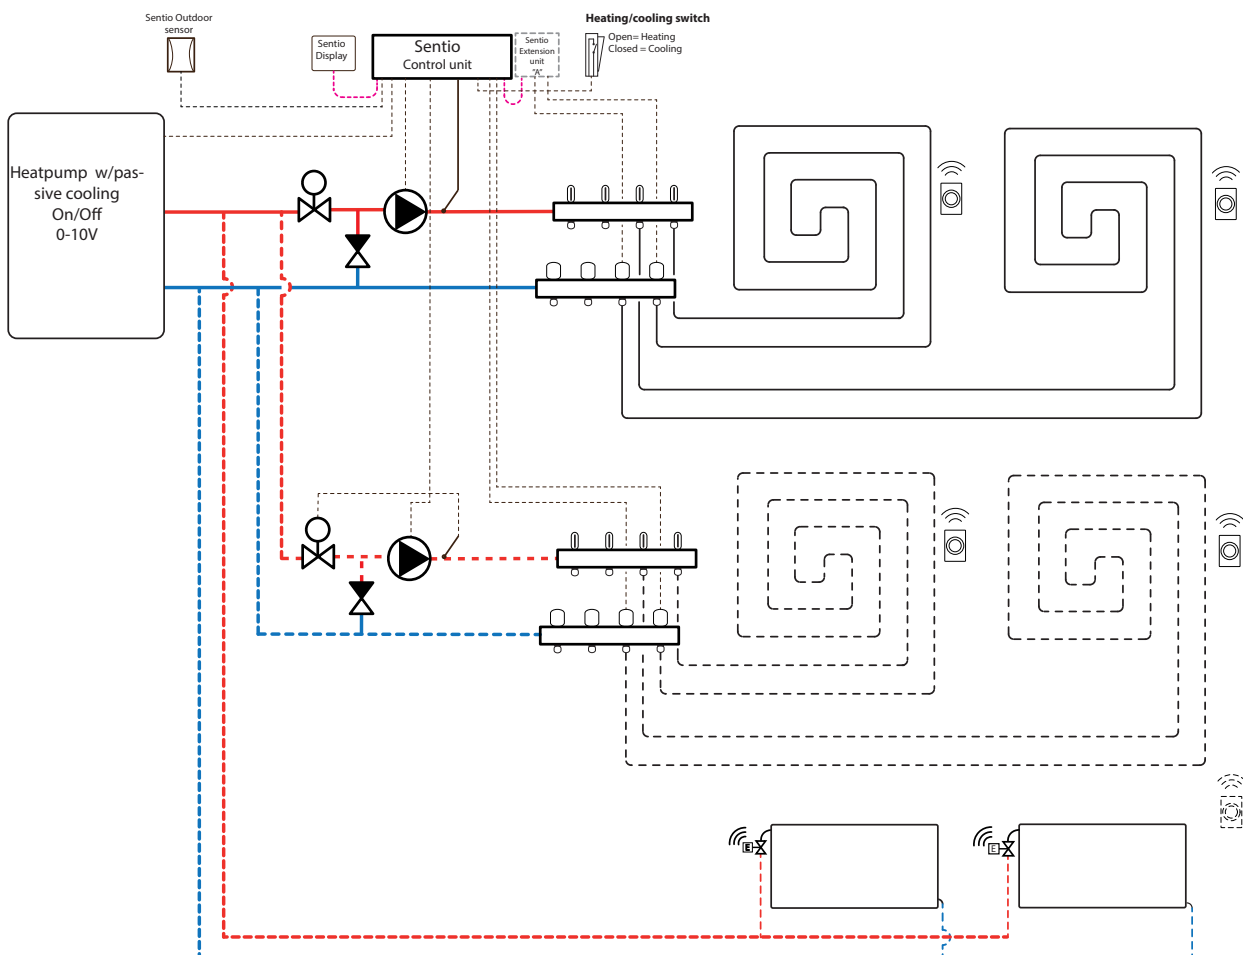 Sentio Outdoor
sensor
Sentio
Display
Sentio
Control unit
Sentio
Extension
unit
"A"
Heating/cooling switch
Open= Heating
Closed = Cooling
Heatpump w/pas-
sive cooling
On/Off
0-10V
E
E